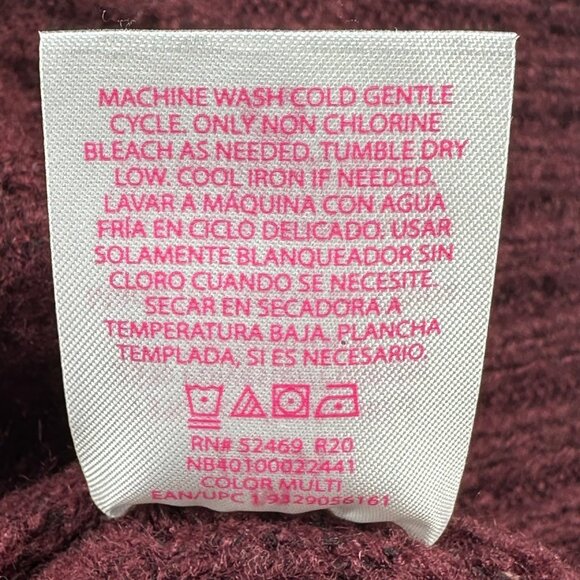 MACHINE WASH COLD GENTLE
CYCLE. ONLY NON CHLORINE
BLEACH AS NEEDED. TUMBLE DRY
LOW. COOL IRON IF NEEDED.
LAVAR A MÁQUINA CON AGUA
FRÍA EN CICLO DELICADO. USAR
SOLAMENTE BLANQUEADOR SIN
CLORO CUANDO SE NECESITE.
SECAR EN SECADORA A
TEMPERATURA BAJA. PLANCHA
TEMPLADA, SI ES NECESARIO.
RN# 52469 R20
NB40100022441
COLOR MULTI
EAN/UPC